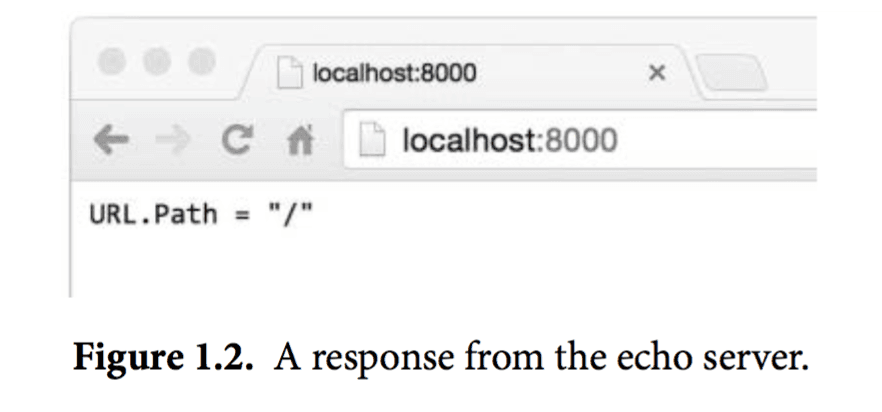 localhost:8000
localhost:8000
URL.Path = "/"
Figure 1.2. A response from the echo server.